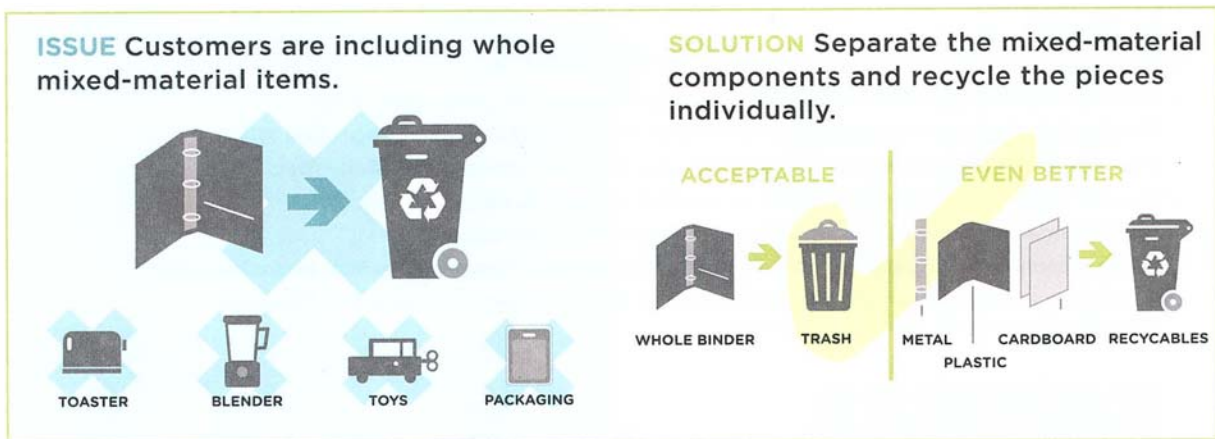 ISSUE Customers are including whole
mixed-material items.
TOASTER
BLENDER
TOYS
PACKAGING
SOLUTION Separate the mixed-material
components and recycle the pieces
individually.
ACCEPTABLE
EVEN BETTER
WHOLE BINDER
TRASH
METAL
PLASTIC
CARDBOARD
RECYCABLES